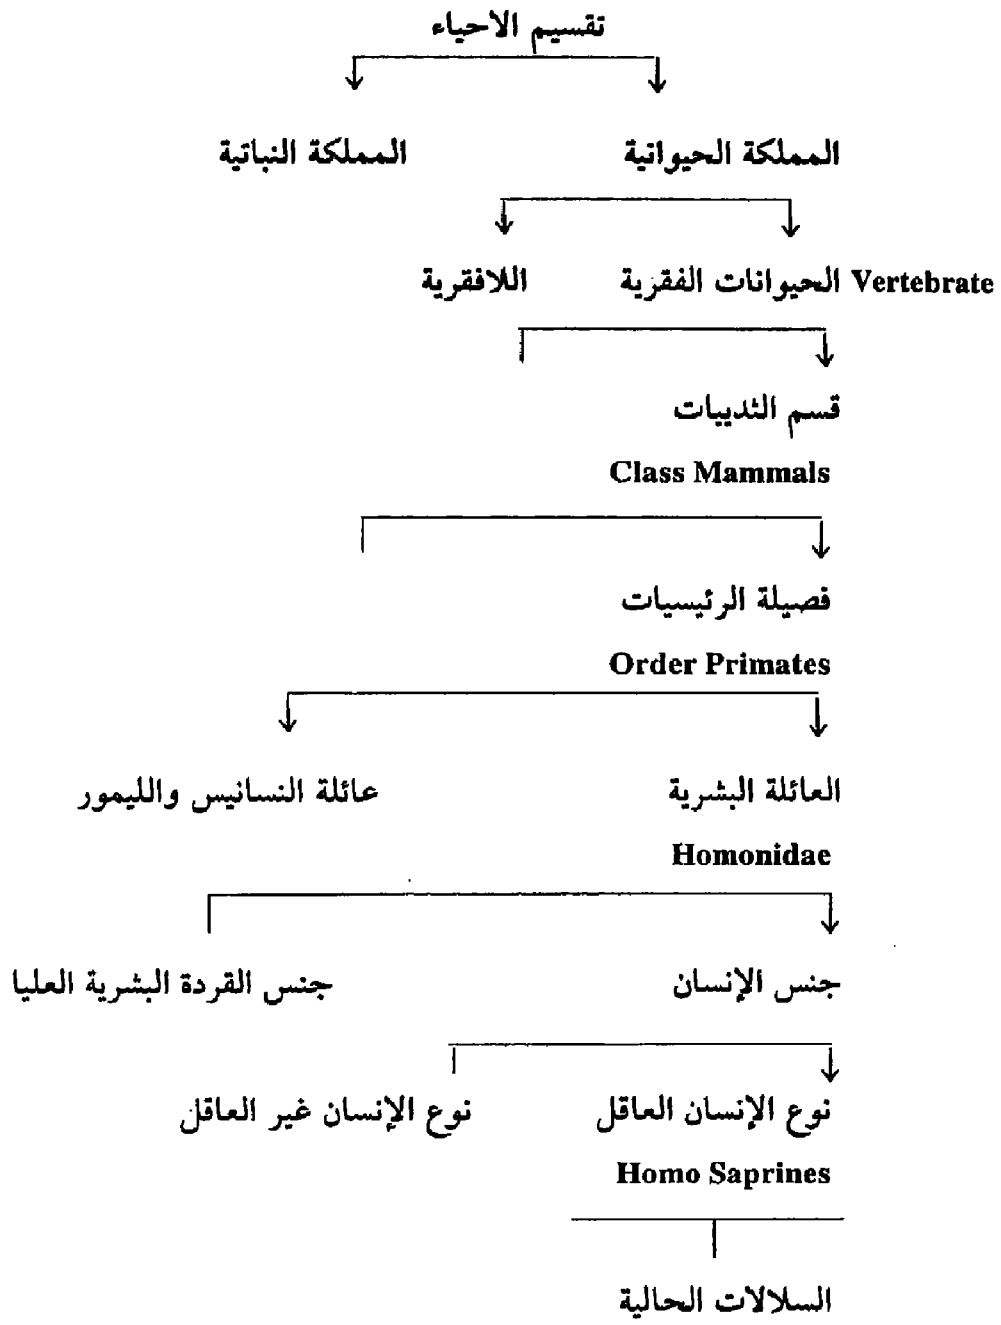 تقسيم الاحياء
المملكة الحيوانية المملكة النباتية
Vertebrate الحيوانات الفقرية اللافقرية
قسم الثدييات
Class Mammals
فصيلة الرئيسيات
Order Primates
العائلة البشرية عائلة النسانيس والليمور
Homonidae
جنس الإنسان جنس القردة البشرية العليا
نوع الإنسان العاقل نوع الإنسان غير العاقل
Homo Saprines
السلالات الحالية